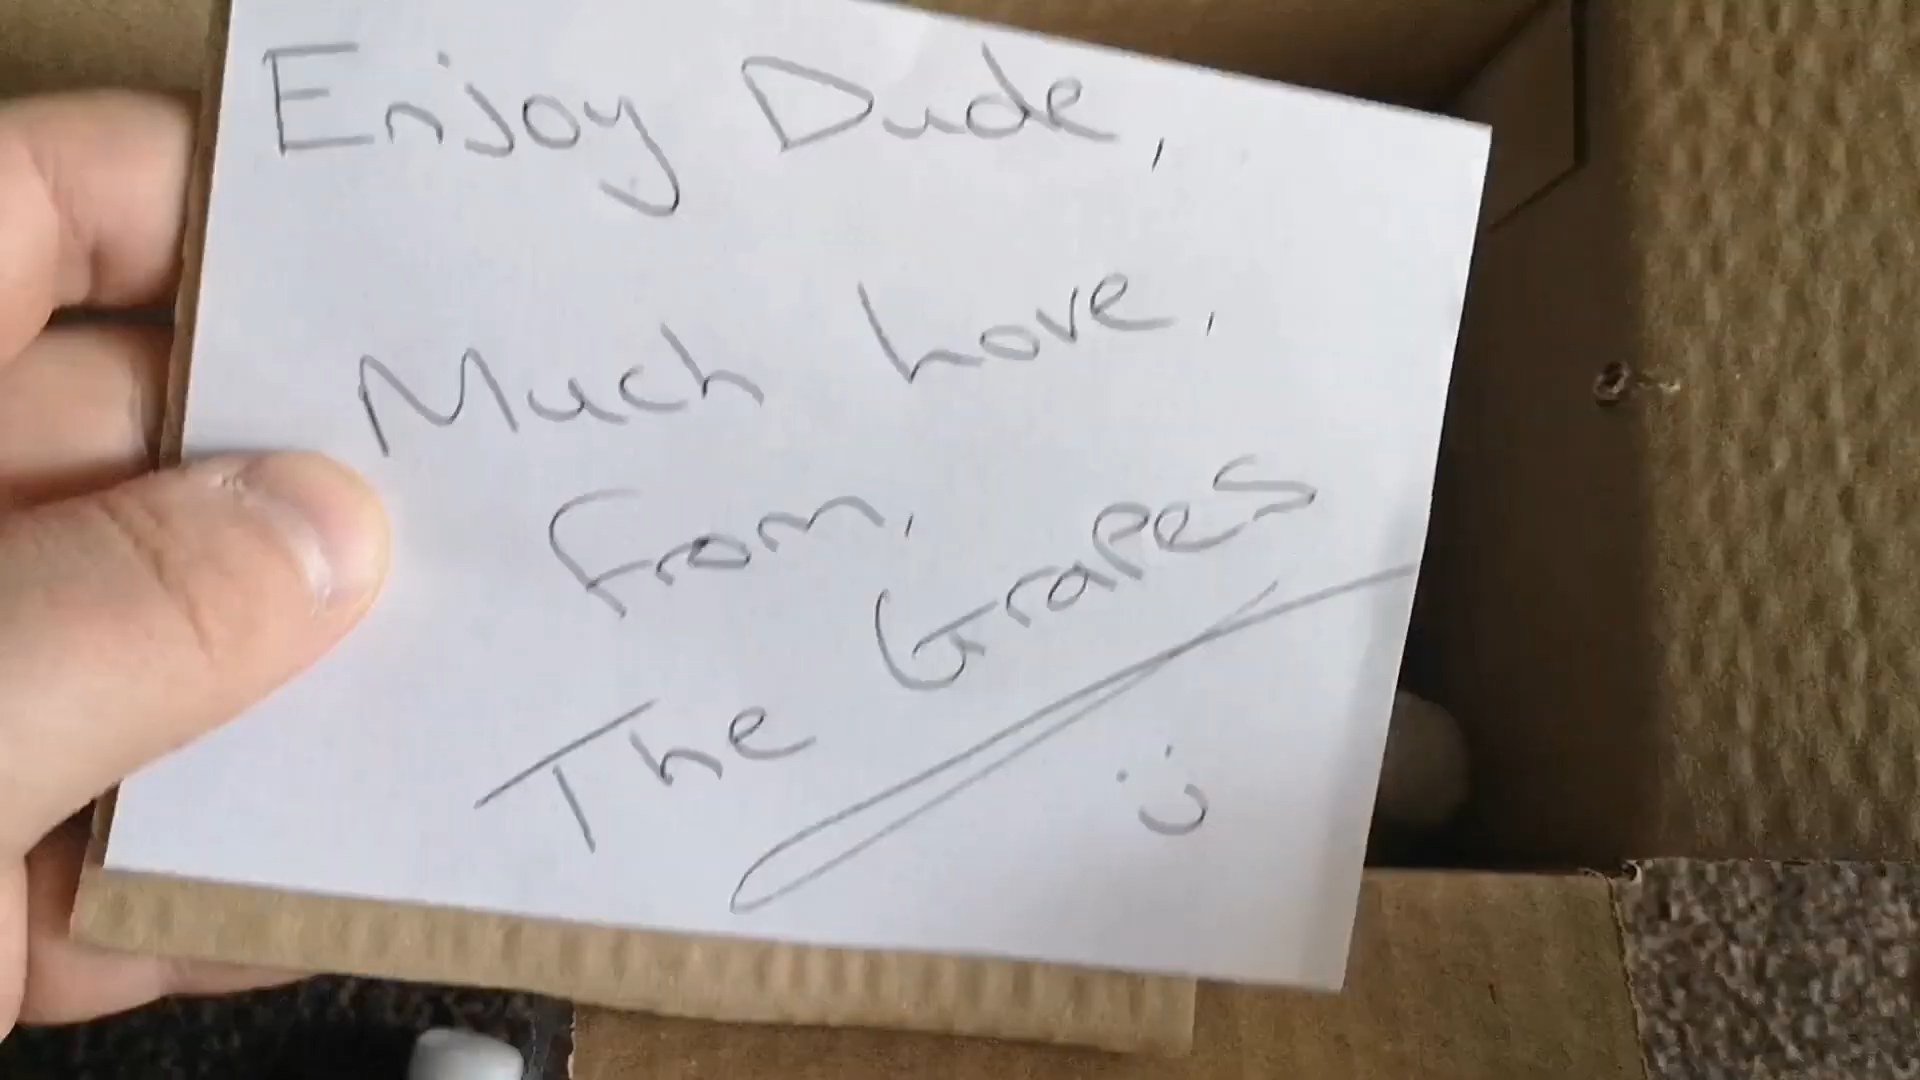 Enjoy Dude,
Much Love,
From,
The Grapes
:)